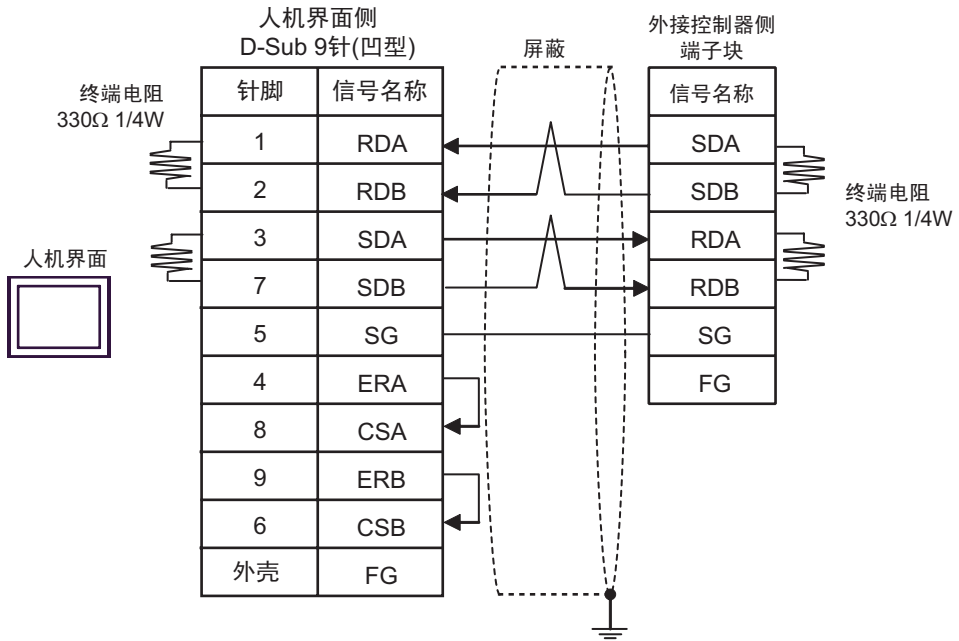 人机界面侧
D-Sub 9针(凹型)
屏蔽
外接控制器侧
端子块
终端电阻
330Ω 1/4W
针脚 信号名称
信号名称
1 RDA
SDA
2 RDB
SDB
终端电阻
330Ω 1/4W
3 SDA
RDA
人机界面
7 SDB
RDB
5 SG
SG
4 ERA
FG
8 CSA
9 ERB
6 CSB
外壳 FG